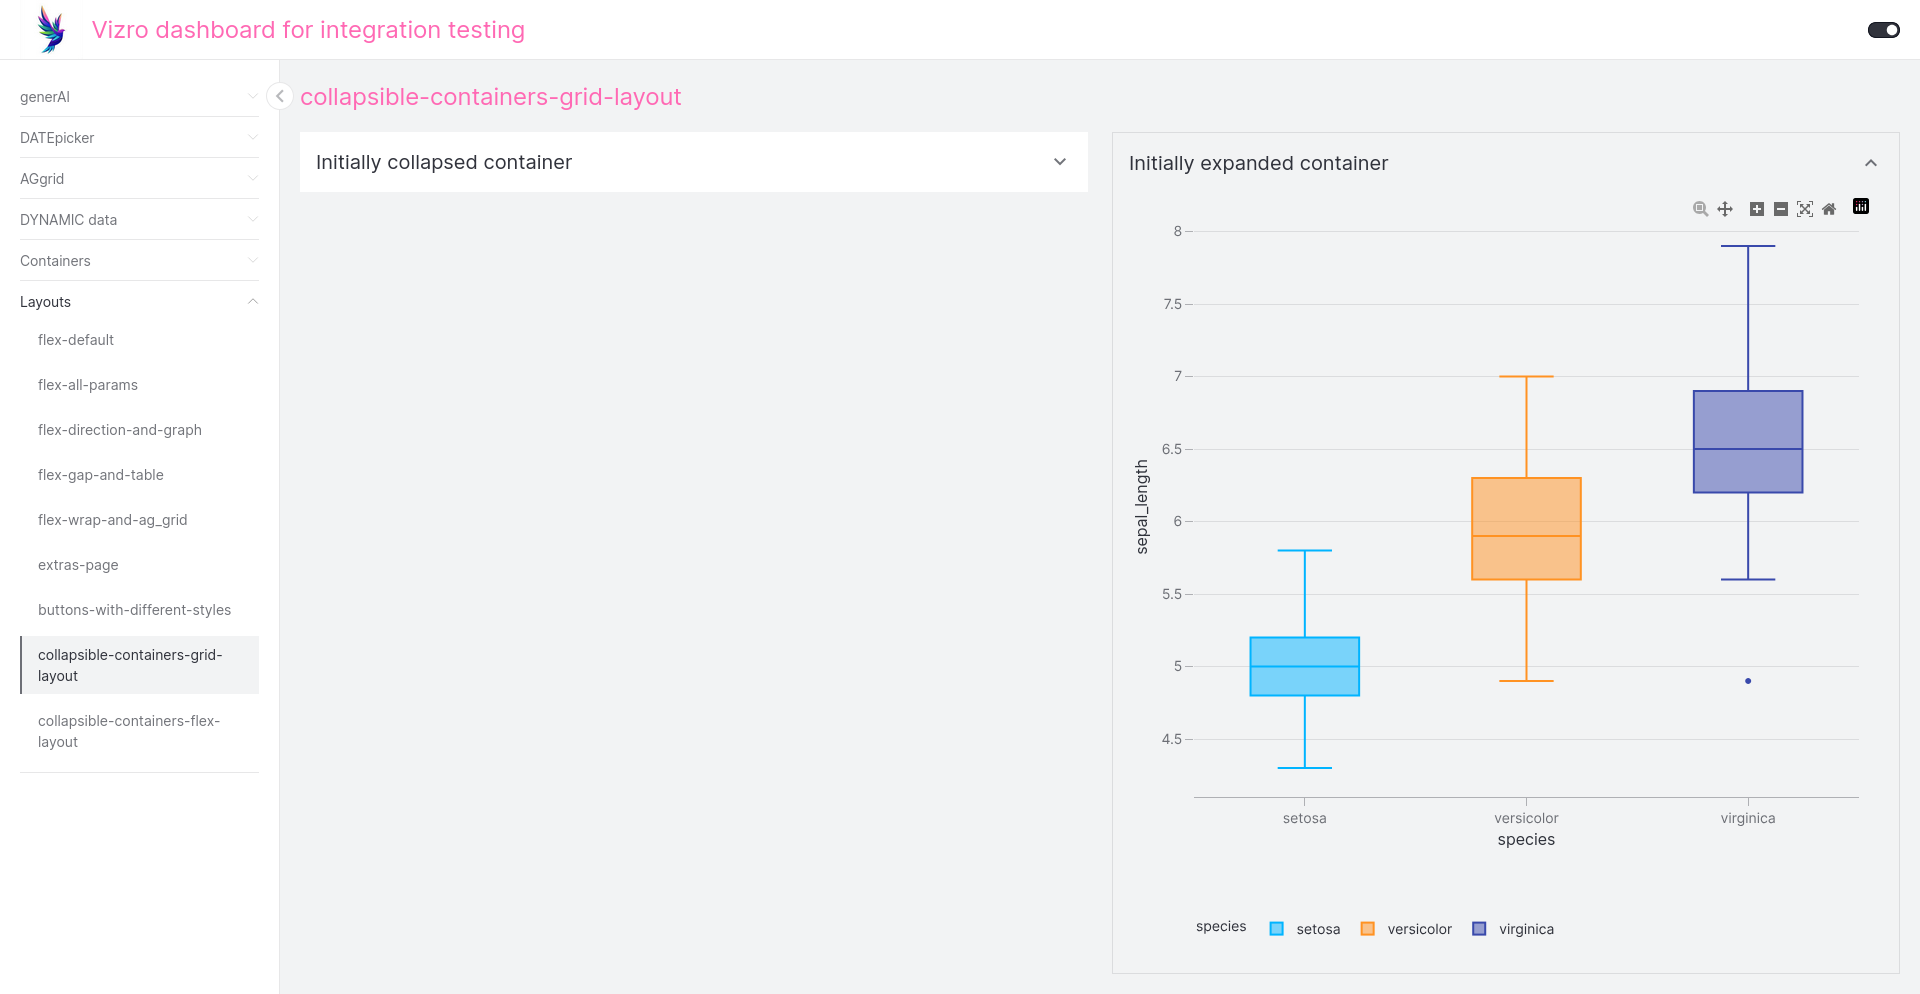 Vizro dashboard for integration testing
generAI
DATEpicker
AGgrid
DYNAMIC data
Containers
Layouts
flex-default
flex-all-params
flex-direction-and-graph
flex-gap-and-table
flex-wrap-and-ag_grid
extras-page
buttons-with-different-styles
collapsible-containers-grid-
layout
collapsible-containers-flex-
layout
collapsible-containers-grid-layout
Initially collapsed container
Initially expanded container
8
7.5
7
6.5
6
5.5
5
4.5
sepal_length
setosa versicolor virginica
species
species setosa versicolor virginica